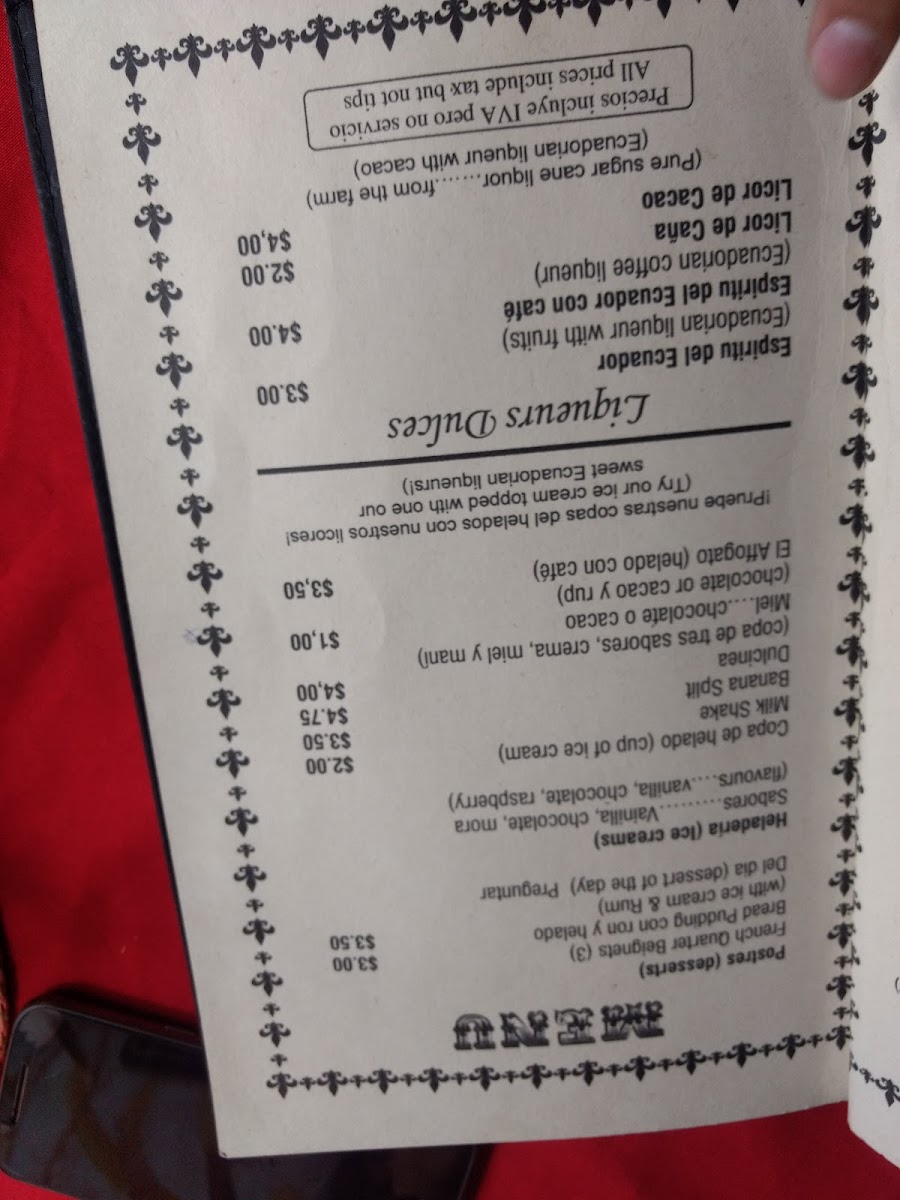 MENU
Postres (desserts)
French Quarter Beignets (3) $3.00
Bread Pudding con ron y helado $3.50
(with ice cream & Rum)
Del dia (dessert of the day) Preguntar
Heladeria (Ice creams)
Sabores..........Vainilla, chocolate, mora
(flavours....vanilla, chocolate, raspberry)
Copa de helado (cup of ice cream) $2.00
Milk Shake $3.50
Banana Split $4.75
Dulcinea $4,00
(copa de tres sabores, crema, miel y mani)
Miel....chocolate o cacao $1,00
(chocolate or cacao y rup)
El Affogato (helado con café) $3,50
!Pruebe nuestras copas del helados con nuestros licores!
(Try our ice cream topped with one our
sweet Ecuadorian liqueurs!)
Liqueurs Dulces
Espiritu del Ecuador $3.00
(Ecuadorian liqueur with fruits)
Espiritu del Ecuador con café $4.00
(Ecuadorian coffee liqueur)
Licor de Caña $2.00
Licor de Cacao $4,00
(Pure sugar cane liquor........from the farm)
(Ecuadorian liqueur with cacao)
Precios incluye IVA pero no servicio
All prices include tax but not tips